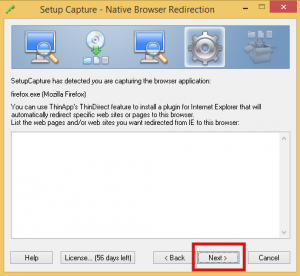 Setup Capture - Native Browser Redirection
SetupCapture has detected you are capturing the browser application:
firefox.exe (Mozilla Firefox)
You can use ThinApp's ThinDirect feature to install a plugin for Internet Explorer that will
automatically redirect specific web sites or pages to this browser.
List the web pages and/or web sites you want redirected from IE to this browser:
Help
License... (56 days left)
< Back
Next >
Cancel